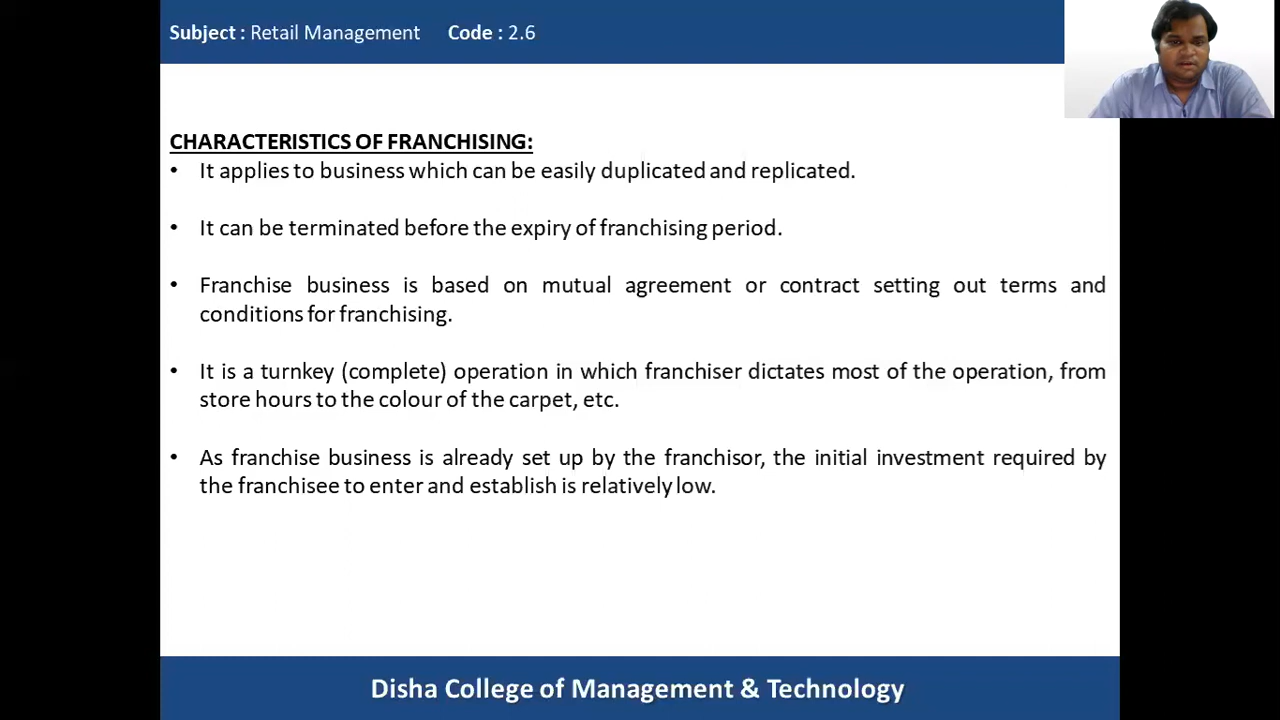 Subject : Retail Management Code : 2.6
CHARACTERISTICS OF FRANCHISING:
• It applies to business which can be easily duplicated and replicated.
• It can be terminated before the expiry of franchising period.
• Franchise business is based on mutual agreement or contract setting out terms and
conditions for franchising.
• It is a turnkey (complete) operation in which franchiser dictates most of the operation, from
store hours to the colour of the carpet, etc.
• As franchise business is already set up by the franchisor, the initial investment required by
the franchisee to enter and establish is relatively low.
Disha College of Management & Technology